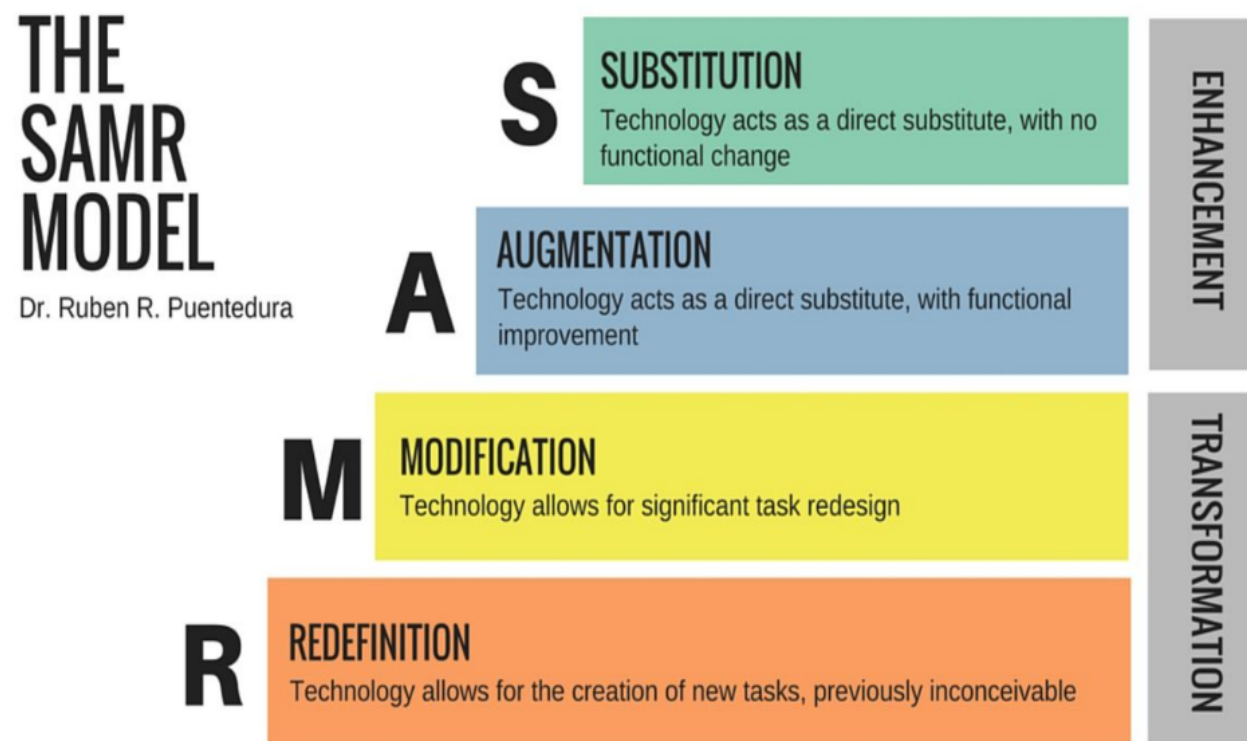 THE
SAMR
MODEL
Dr. Ruben R. Puentedura
S
SUBSTITUTION
Technology acts as a direct substitute, with no
functional change
A
AUGMENTATION
Technology acts as a direct substitute, with functional
improvement
ENHANCEMENT
M
MODIFICATION
Technology allows for significant task redesign
R
REDEFINITION
Technology allows for the creation of new tasks, previously inconceivable
TRANSFORMATION